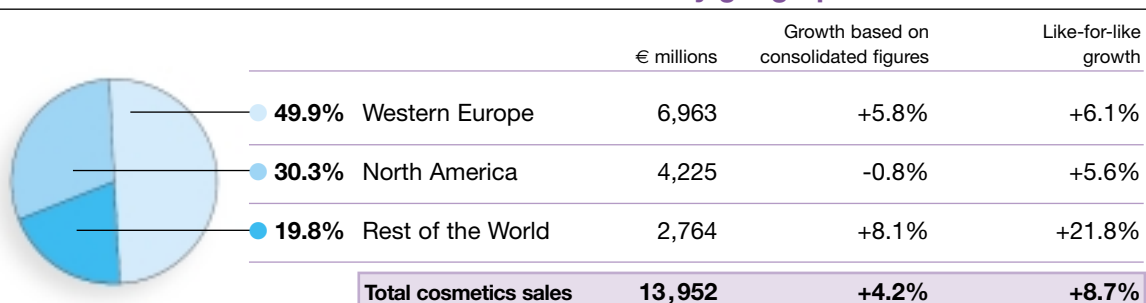 Growth based on Like-for-like
€ millions consolidated figures growth
49.9% Western Europe 6,963 +5.8% +6.1%
30.3% North America 4,225 -0.8% +5.6%
19.8% Rest of the World 2,764 +8.1% +21.8%
Total cosmetics sales 13,952 +4.2% +8.7%